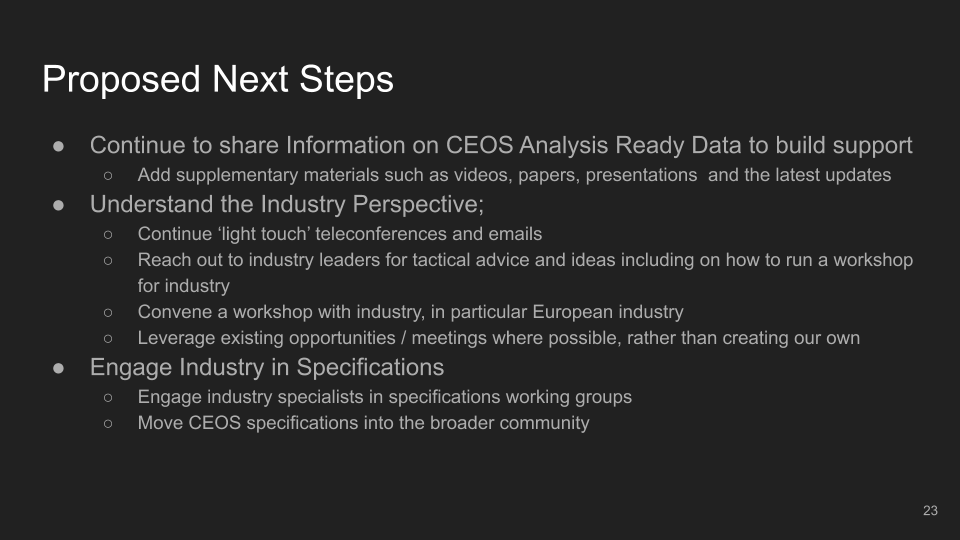 Proposed Next Steps
● Continue to share Information on CEOS Analysis Ready Data to build support
○ Add supplementary materials such as videos, papers, presentations  and the latest updates
● Understand the Industry Perspective;
○ Continue ‘light touch’ teleconferences and emails
○ Reach out to industry leaders for tactical advice and ideas including on how to run a workshop
for industry
○ Convene a workshop with industry, in particular European industry
○ Leverage existing opportunities / meetings where possible, rather than creating our own
● Engage Industry in Specifications
○ Engage industry specialists in specifications working groups
○ Move CEOS specifications into the broader community
23